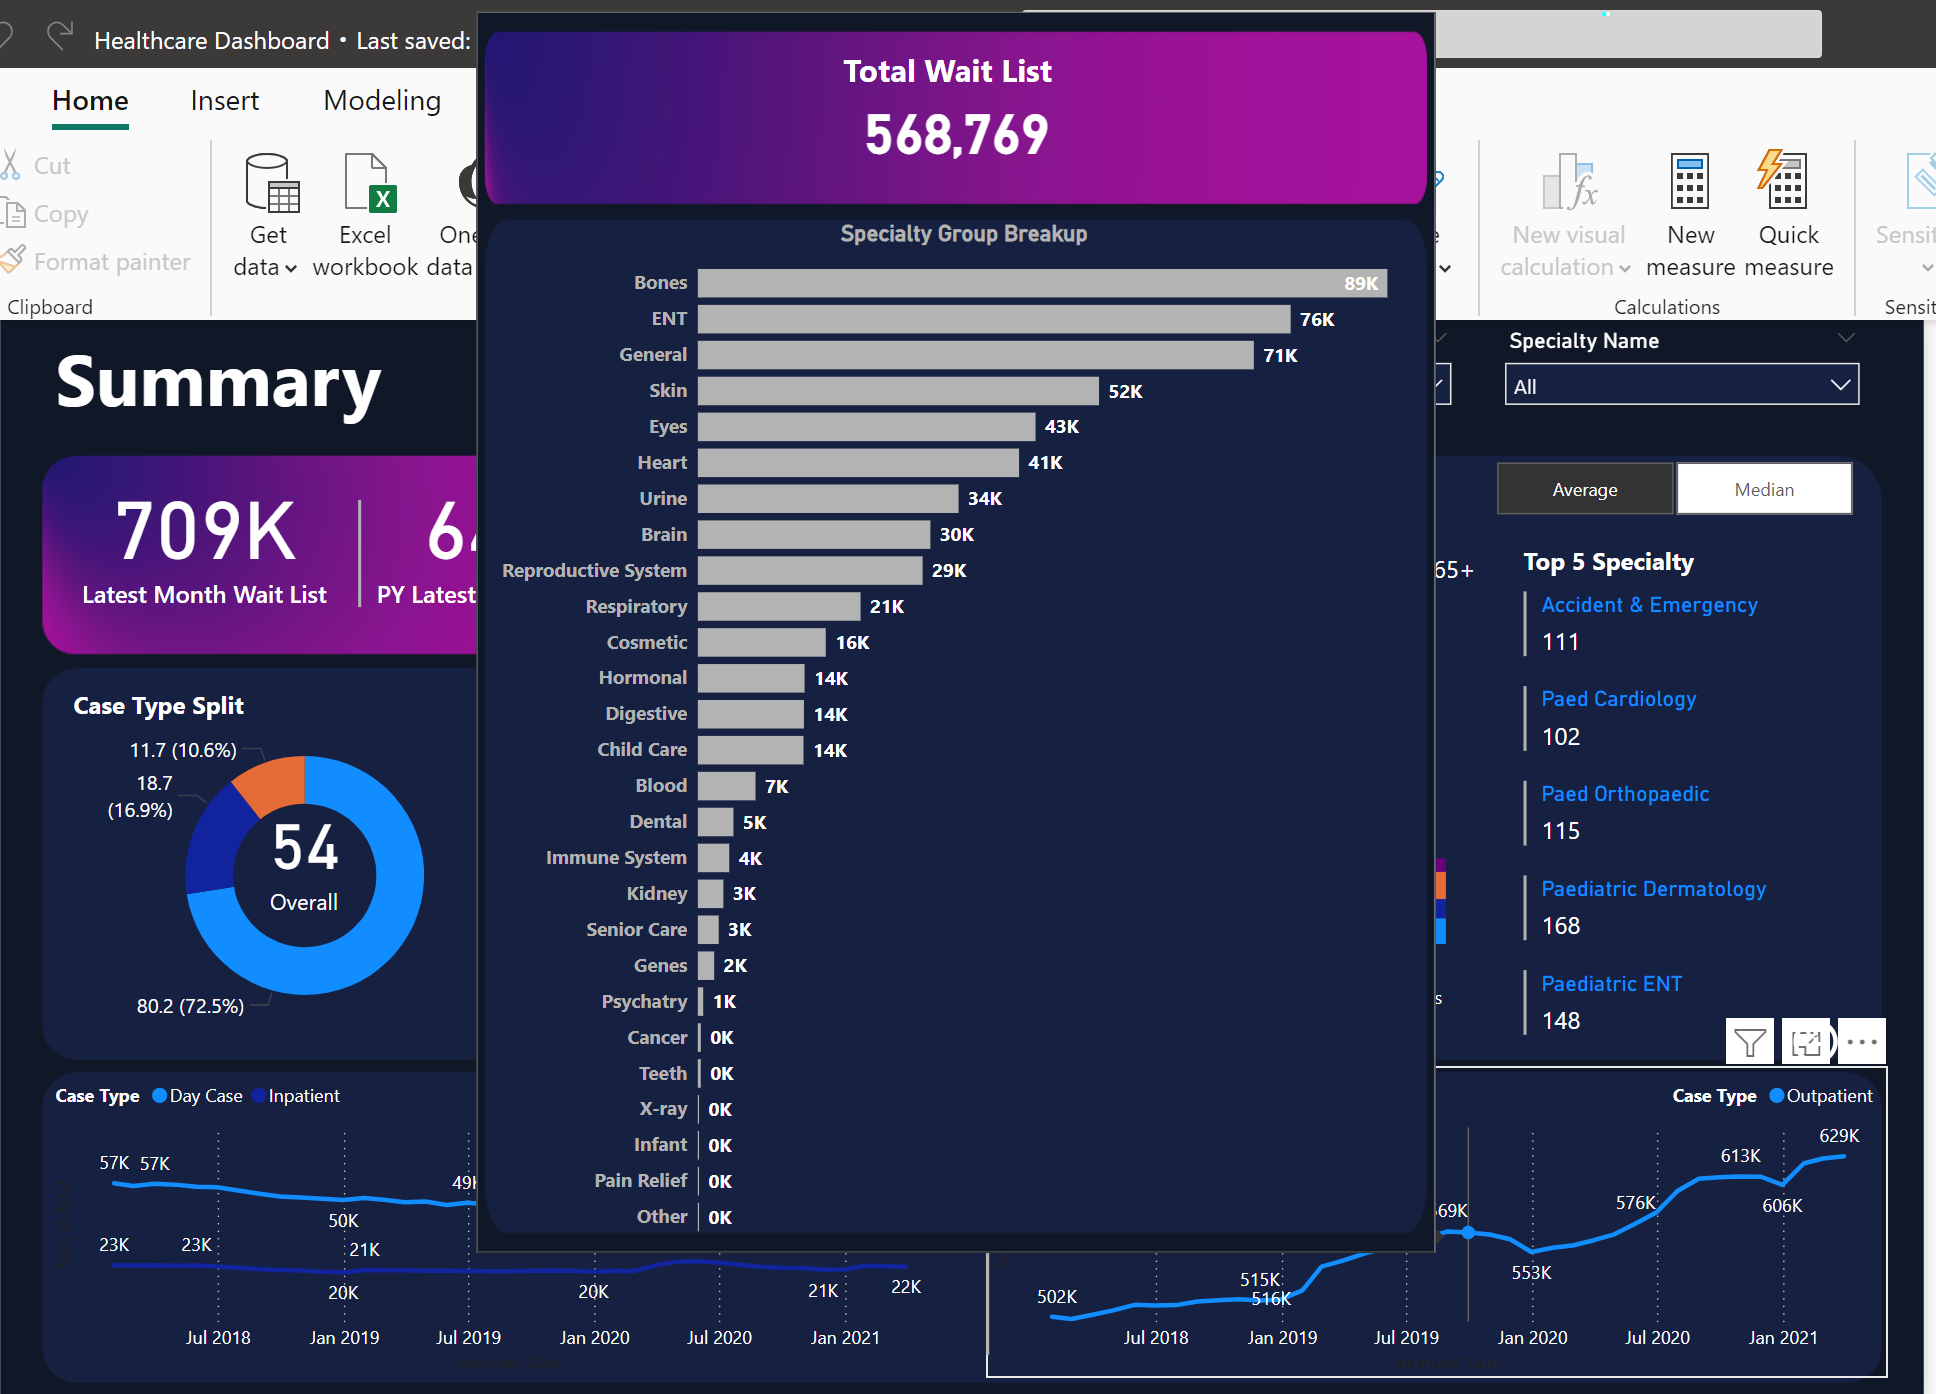 Healthcare Dashboard • Last saved:
Home
Insert
Modeling
Cut
Copy
Format painter
Clipboard
Get
data
Excel
workbook
data
New visual
calculation
New
measure
Quick
measure
Calculations
Total Wait List
568,769
Specialty Group Breakup
Bones 89K
ENT 76K
General 71K
Skin 52K
Eyes 43K
Heart 41K
Urine 34K
Brain 30K
Reproductive System 29K
Respiratory 21K
Cosmetic 16K
Hormonal 14K
Digestive 14K
Child Care 14K
Blood 7K
Dental 5K
Immune System 4K
Kidney 3K
Senior Care 3K
Genes 2K
Psychatry 1K
Cancer 0K
Teeth 0K
X-ray 0K
Infant 0K
Pain Relief 0K
Other 0K
Summary
709K
Latest Month Wait List
PY Latest
Case Type Split
11.7 (10.6%)
18.7
(16.9%)
54
Overall
80.2 (72.5%)
Specialty Name
All
Average
Median
65+
Top 5 Specialty
Accident & Emergency
111
Paed Cardiology
102
Paed Orthopaedic
115
Paediatric Dermatology
168
Paediatric ENT
148
Case Type Day Case Inpatient
57K 57K
50K
23K 23K
21K
20K
20K
21K
22K
Jul 2018 Jan 2019 Jul 2019 Jan 2020 Jul 2020 Jan 2021
Case Type Outpatient
629K
613K
606K
576K
553K
515K
516K
502K
Jul 2018 Jan 2019 Jul 2019 Jan 2020 Jul 2020 Jan 2021